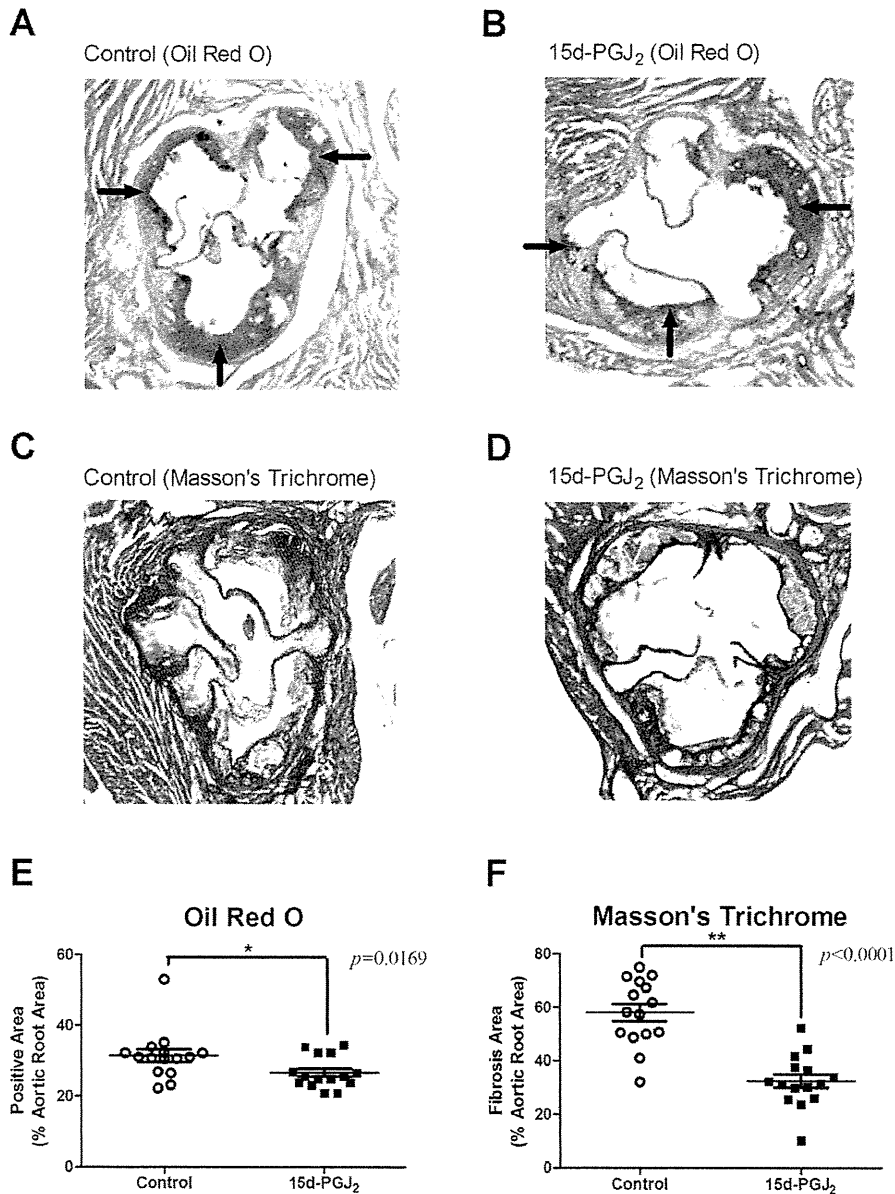 A
Control (Oil Red O)
B
15d-PGJ₂ (Oil Red O)
C
Control (Masson's Trichrome)
D
15d-PGJ₂ (Masson's Trichrome)
E
Oil Red O
*
p=0.0169
Positive Area
(% Aortic Root Area)
60
40
20
0
Control
15d-PGJ₂
F
Masson's Trichrome
**
p<0.0001
Fibrosis Area
(% Aortic Root Area)
80
60
40
20
0
Control
15d-PGJ₂